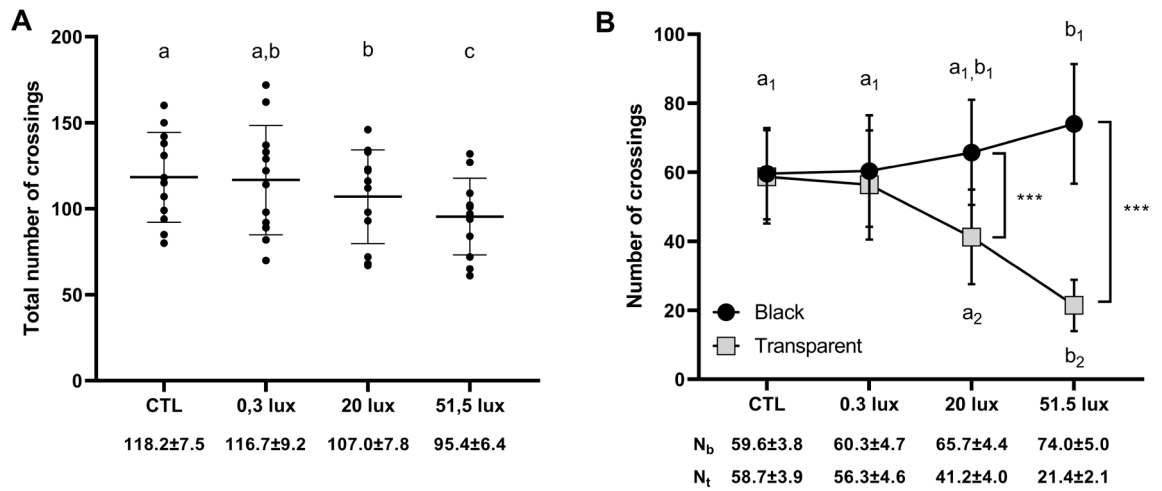 A
Total number of crossings
200
150
100
50
0
a
a,b
b
c
CTL
0,3 lux
20 lux
51,5 lux
118.2±7.5
116.7±9.2
107.0±7.8
95.4±6.4
B
Number of crossings
100
80
60
40
20
0
a1
a1
a1,b1
b1
***
***
a2
b2
Black
Transparent
CTL
0.3 lux
20 lux
51.5 lux
Nb 59.6±3.8 60.3±4.7 65.7±4.4 74.0±5.0
Nt 58.7±3.9 56.3±4.6 41.2±4.0 21.4±2.1